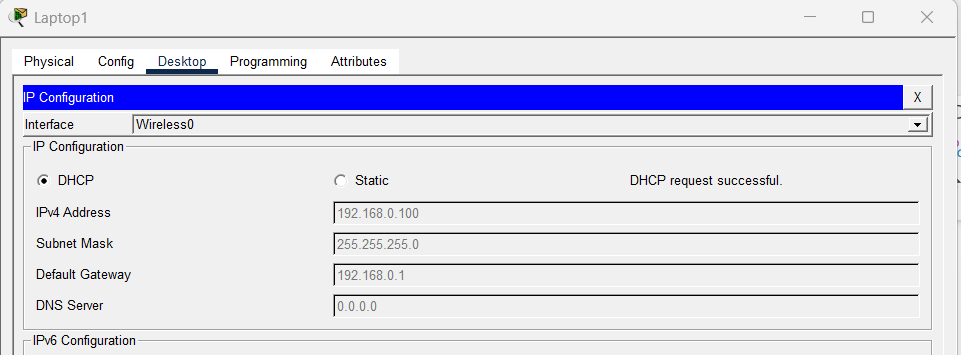 Laptop1
Physical Config Desktop Programming Attributes
IP Configuration X
Interface Wireless0
IP Configuration
DHCP Static DHCP request successful.
IPv4 Address 192.168.0.100
Subnet Mask 255.255.255.0
Default Gateway 192.168.0.1
DNS Server 0.0.0.0
IPv6 Configuration